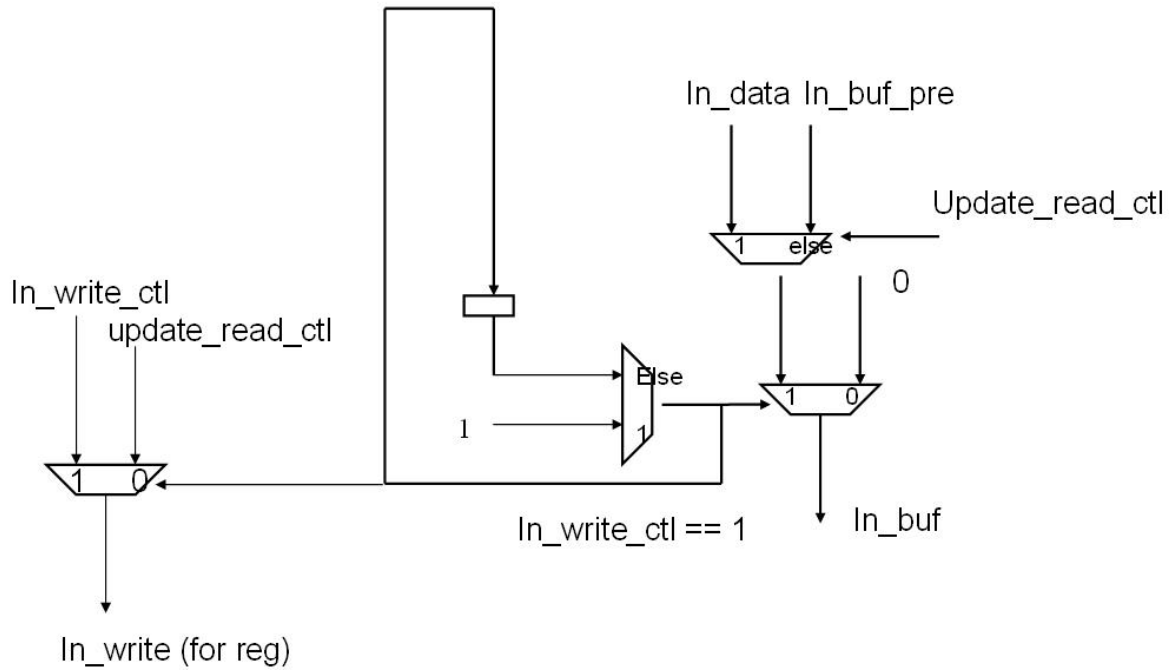 In_data In_buf_pre
Update_read_ctl
1 else
0
In_write_ctl
update_read_ctl
Else
1 0
1
1
1 0
In_write_ctl == 1
In_buf
In_write (for reg)